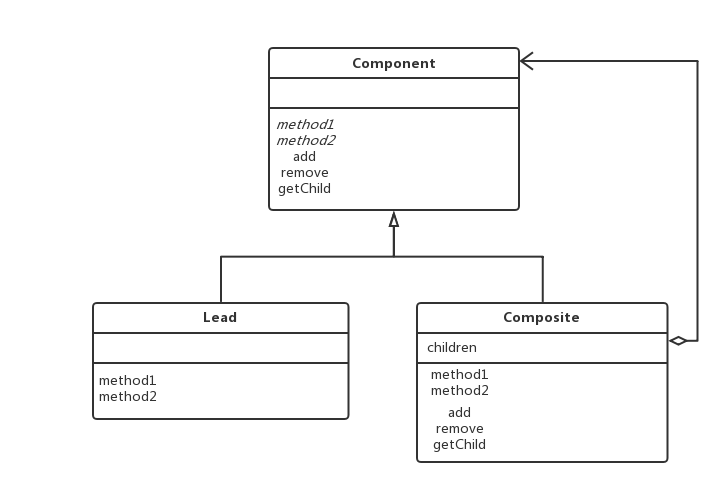 Component
method1
method2
add
remove
getChild
Lead
method1
method2
Composite
children
method1
method2
add
remove
getChild